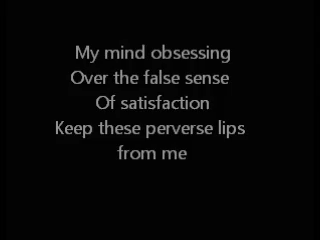 My mind obsessing
Over the false sense
Of satisfaction
Keep these perverse lips
from me